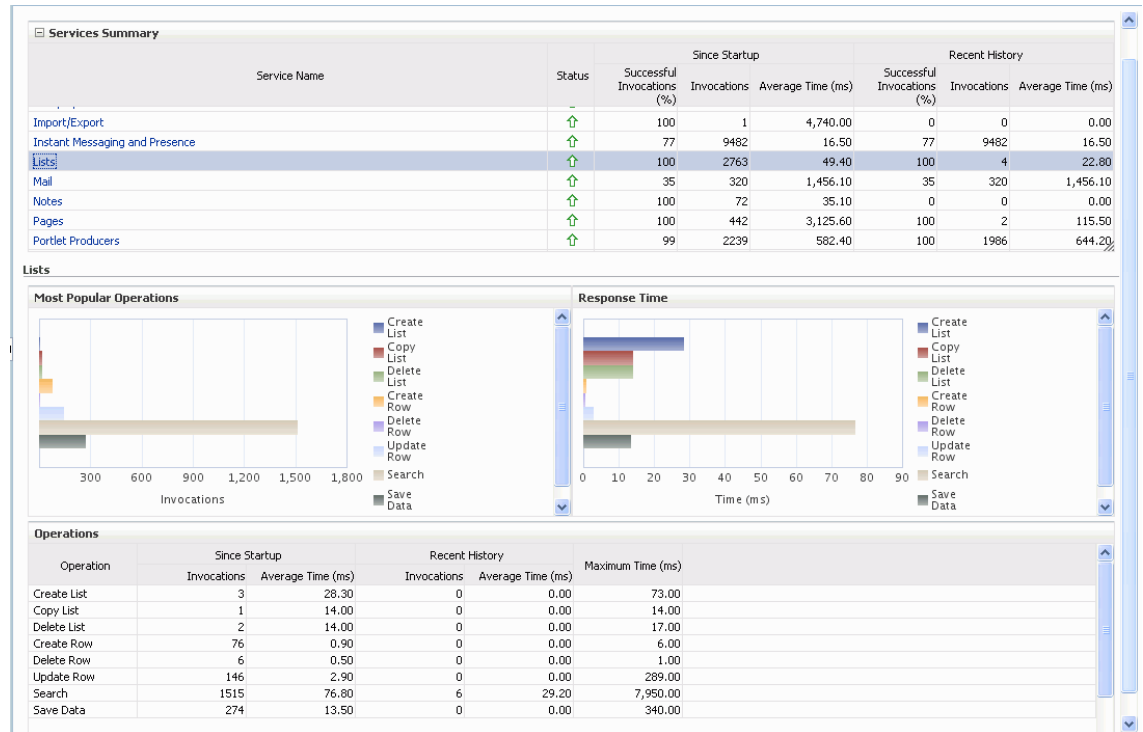 Services Summary
Since Startup Recent History
Service Name Status Successful Invocations (%) Invocations Average Time (ms) Successful Invocations (%) Invocations Average Time (ms)
Import/Export 100 1 4,740.00 0 0 0.00
Instant Messaging and Presence 77 9482 16.50 77 9482 16.50
Lists 100 2763 49.40 100 4 22.80
Mail 35 320 1,456.10 35 320 1,456.10
Notes 100 72 35.10 0 0 0.00
Pages 100 442 3,125.60 100 2 115.50
Portlet Producers 99 2239 582.40 100 1986 644.20
Lists
Most Popular Operations
Create
List
Copy
List
Delete
List
Create
Row
Delete
Row
Update
Row
Search
Save
Data
300 600 900 1,200 1,500 1,800
Invocations
Response Time
Create
List
Copy
List
Delete
List
Create
Row
Delete
Row
Update
Row
Search
Save
Data
0 10 20 30 40 50 60 70 80 90
Time (ms)
Operations
Operation Since Startup Recent History Maximum Time (ms)
Invocations Average Time (ms) Invocations Average Time (ms)
Create List 3 28.30 0 0.00 73.00
Copy List 1 14.00 0 0.00 14.00
Delete List 2 14.00 0 0.00 17.00
Create Row 76 0.90 0 0.00 6.00
Delete Row 6 0.50 0 0.00 1.00
Update Row 146 2.90 0 0.00 289.00
Search 1515 76.80 6 29.20 7,950.00
Save Data 274 13.50 0 0.00 340.00